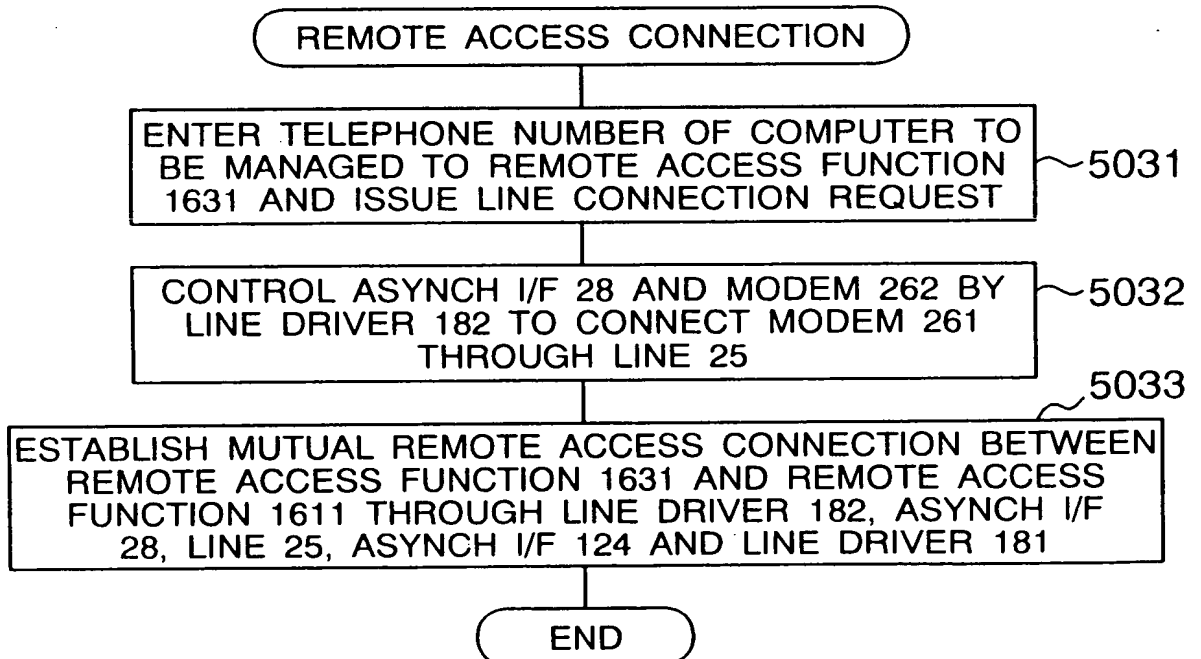 REMOTE ACCESS CONNECTION
ENTER TELEPHONE NUMBER OF COMPUTER TO
BE MANAGED TO REMOTE ACCESS FUNCTION
1631 AND ISSUE LINE CONNECTION REQUEST
5031
CONTROL ASYNCH I/F 28 AND MODEM 262 BY
LINE DRIVER 182 TO CONNECT MODEM 261
THROUGH LINE 25
5032
5033
ESTABLISH MUTUAL REMOTE ACCESS CONNECTION BETWEEN
REMOTE ACCESS FUNCTION 1631 AND REMOTE ACCESS
FUNCTION 1611 THROUGH LINE DRIVER 182, ASYNCH I/F
28, LINE 25, ASYNCH I/F 124 AND LINE DRIVER 181
END